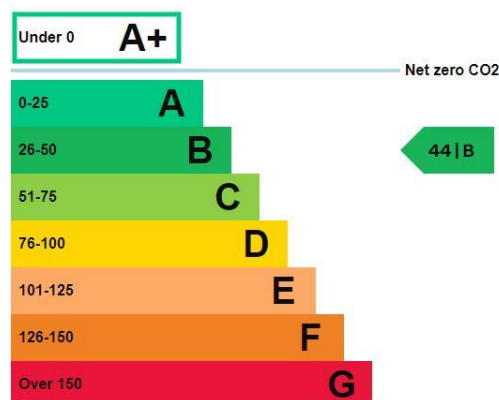 Under 0 A+
Net zero CO2
0-25 A
26-50 B
44 | B
51-75 C
76-100 D
101-125 E
126-150 F
Over 150 G